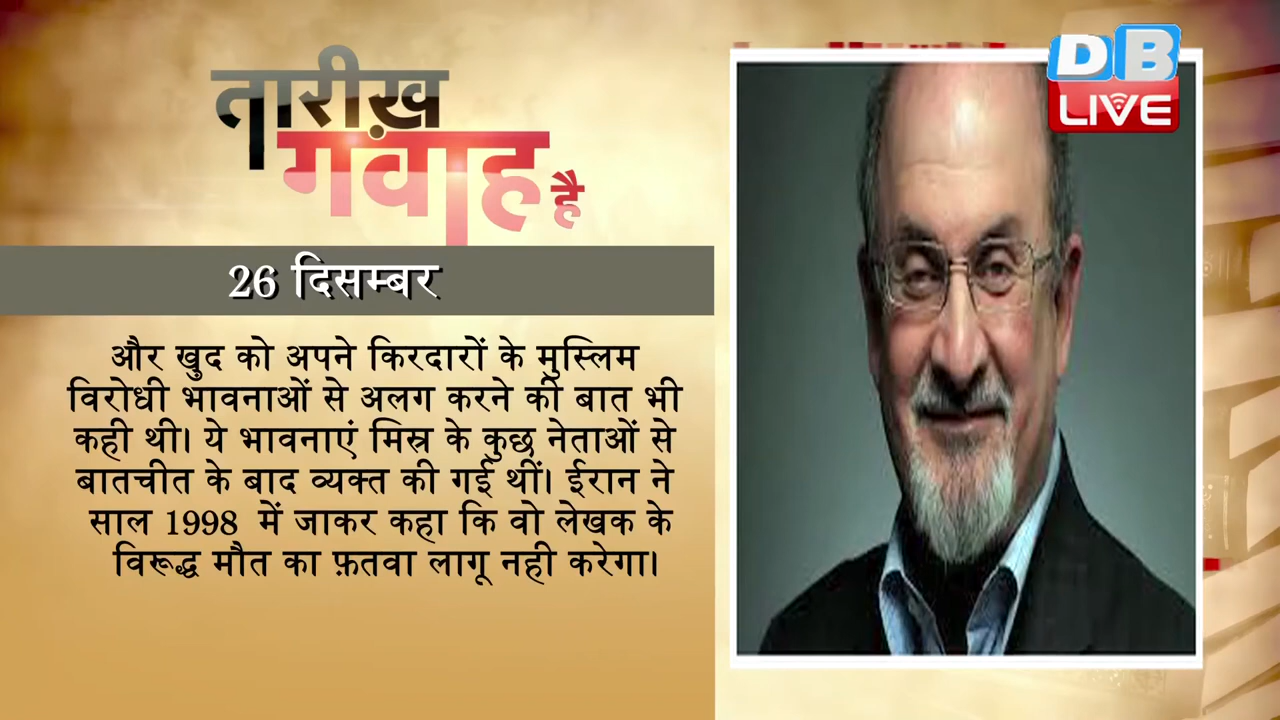 तारीख़
गवाह है
DB
LIVE
26 दिसम्बर
और खुद को अपने किरदारों के मुस्लिम
विरोधी भावनाओं से अलग करने की बात भी
कही थी। ये भावनाएं मिस्र के कुछ नेताओं से
बातचीत के बाद व्यक्त की गई थीं। ईरान ने
साल 1998 में जाकर कहा कि वो लेखक के
विरूद्ध मौत का फ़तवा लागू नही करेगा।